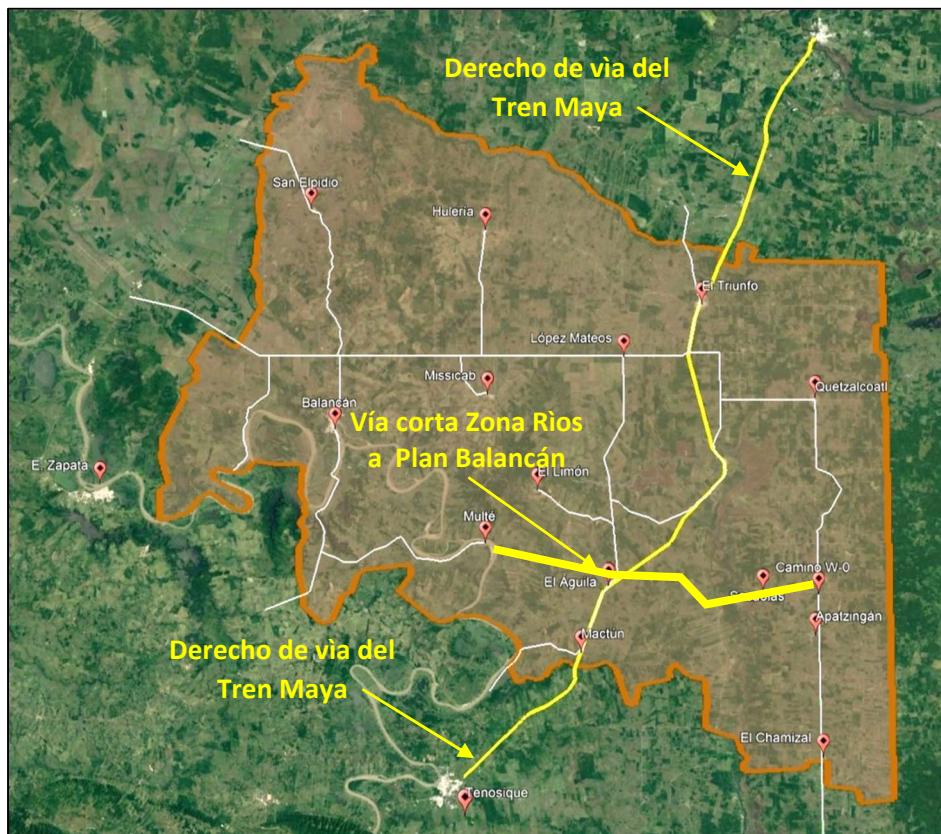 Derecho de vìa del
Tren Maya
San Elpidio
Hulería
El Triunfo
López Mateos
Missicab
Quetzalcoatl
Balancán
Vía corta Zona Rìos
a Plan Balancán
E. Zapata
El Limón
Multé
El Águila
Camino W-0
Apatzingán
Mactún
Derecho de vìa del
Tren Maya
El Chamizal
Tenosique